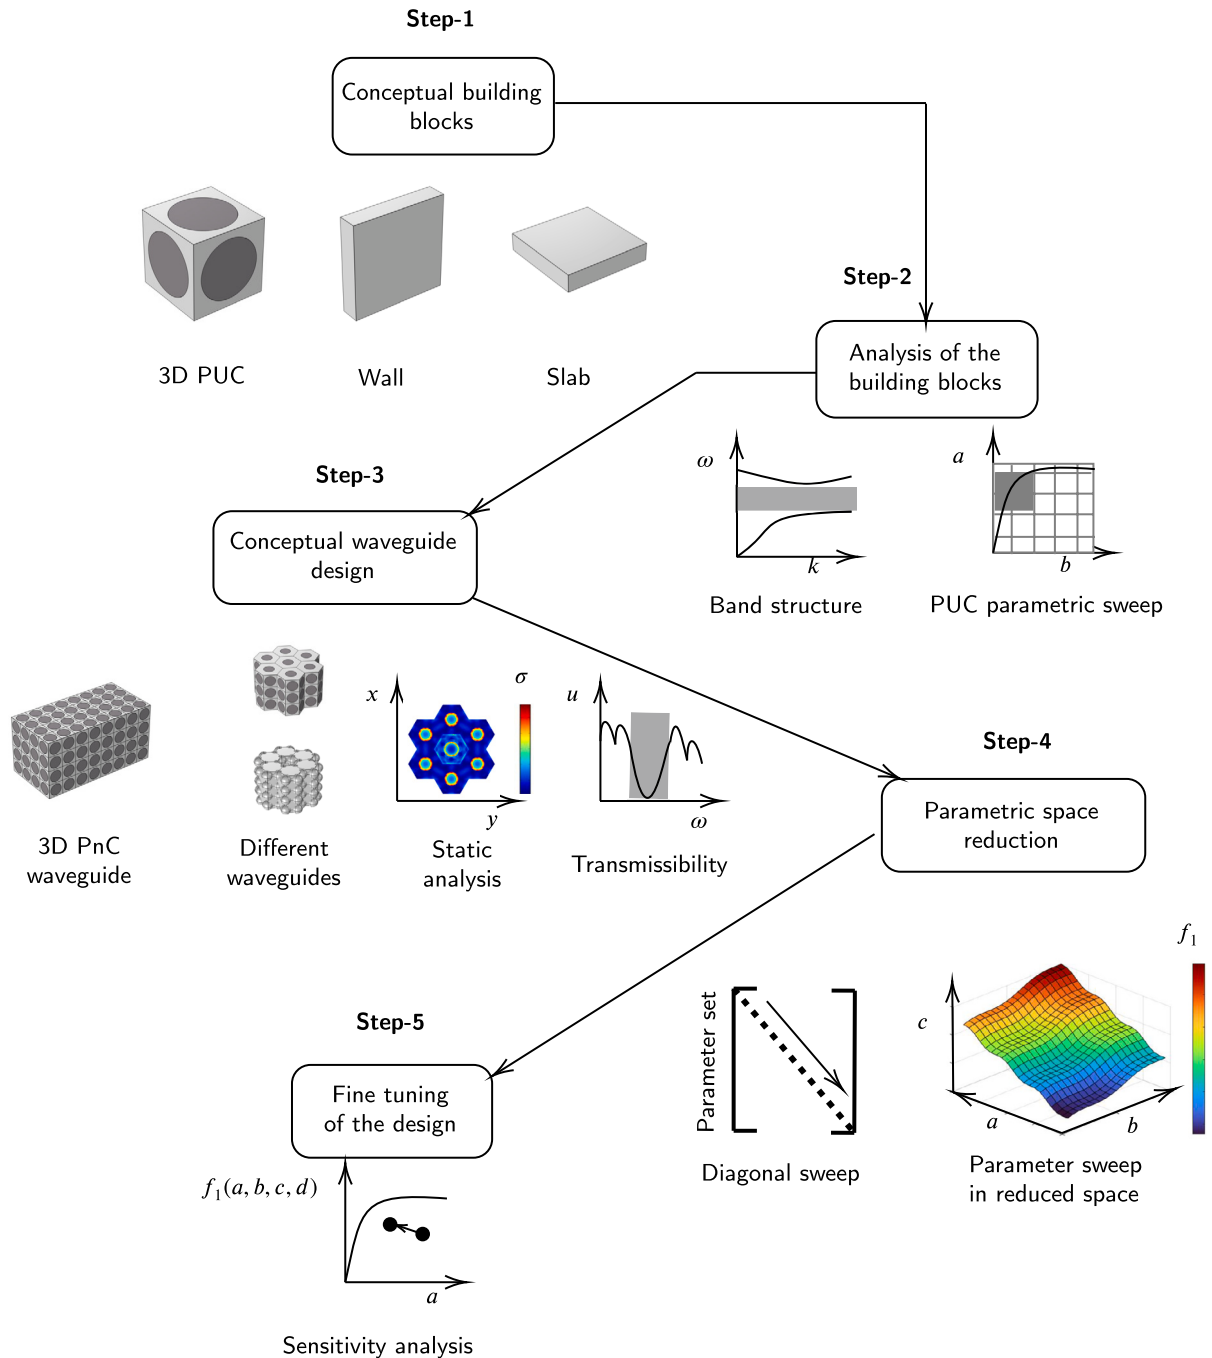 Step-1
Conceptual building
blocks
3D PUC
Wall
Slab
Step-2
Analysis of the
building blocks
ω
k
Band structure
a
b
PUC parametric sweep
Step-3
Conceptual waveguide
design
3D PnC
waveguide
Different
waveguides
x
σ
y
Static
analysis
u
ω
Transmissibility
Step-4
Parametric space
reduction
Parameter set
Diagonal sweep
f₁
c
a
b
Parameter sweep
in reduced space
Step-5
Fine tuning
of the design
f₁(a, b, c, d)
a
Sensitivity analysis